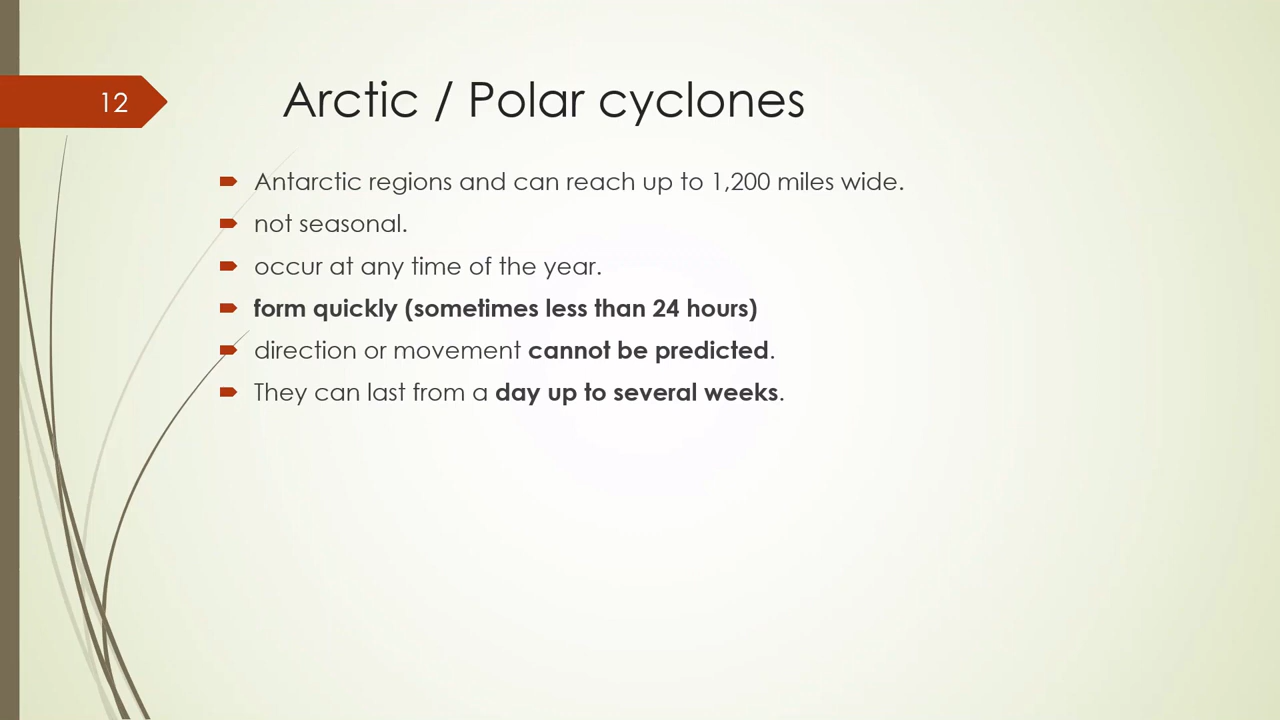 12
Arctic / Polar cyclones
Antarctic regions and can reach up to 1,200 miles wide.
not seasonal.
occur at any time of the year.
form quickly (sometimes less than 24 hours)
direction or movement cannot be predicted.
They can last from a day up to several weeks.